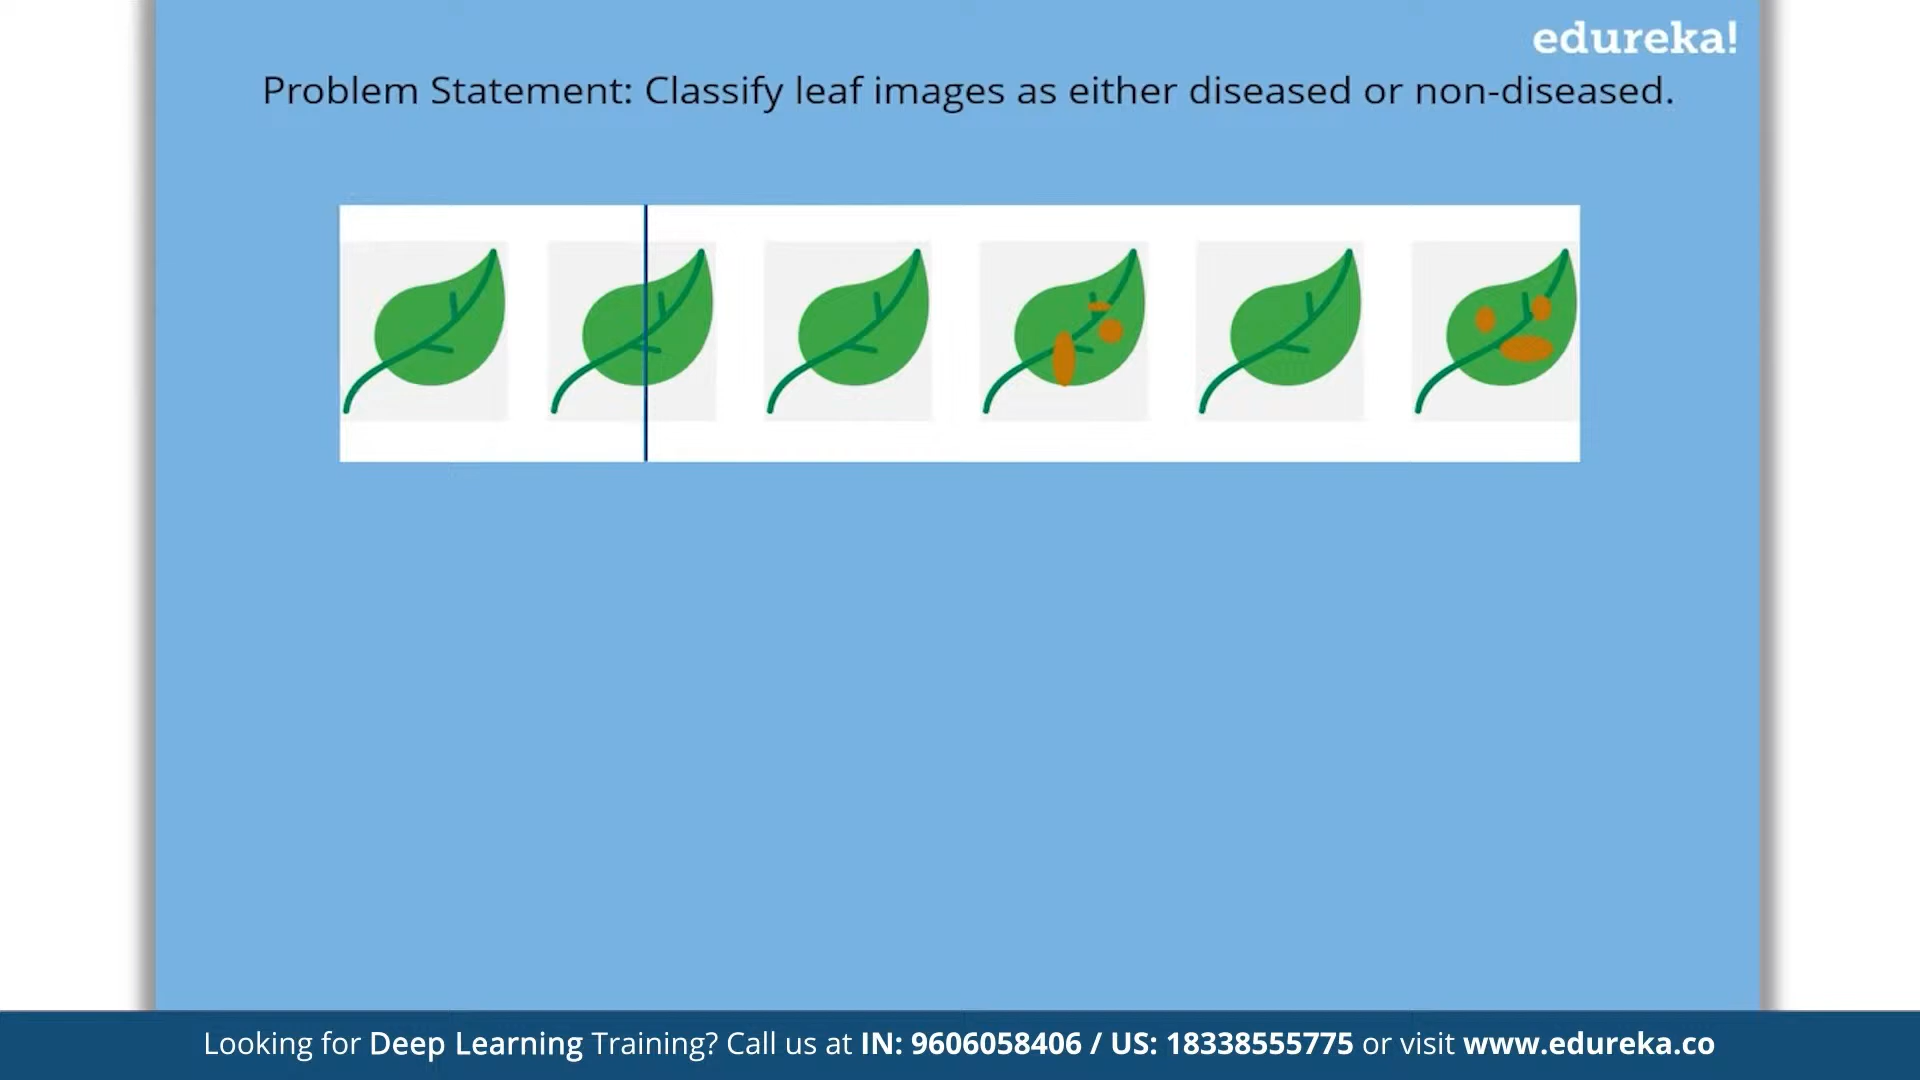 edureka!
Problem Statement: Classify leaf images as either diseased or non-diseased.
Looking for Deep Learning Training? Call us at IN: 9606058406 / US: 18338555775 or visit www.edureka.co